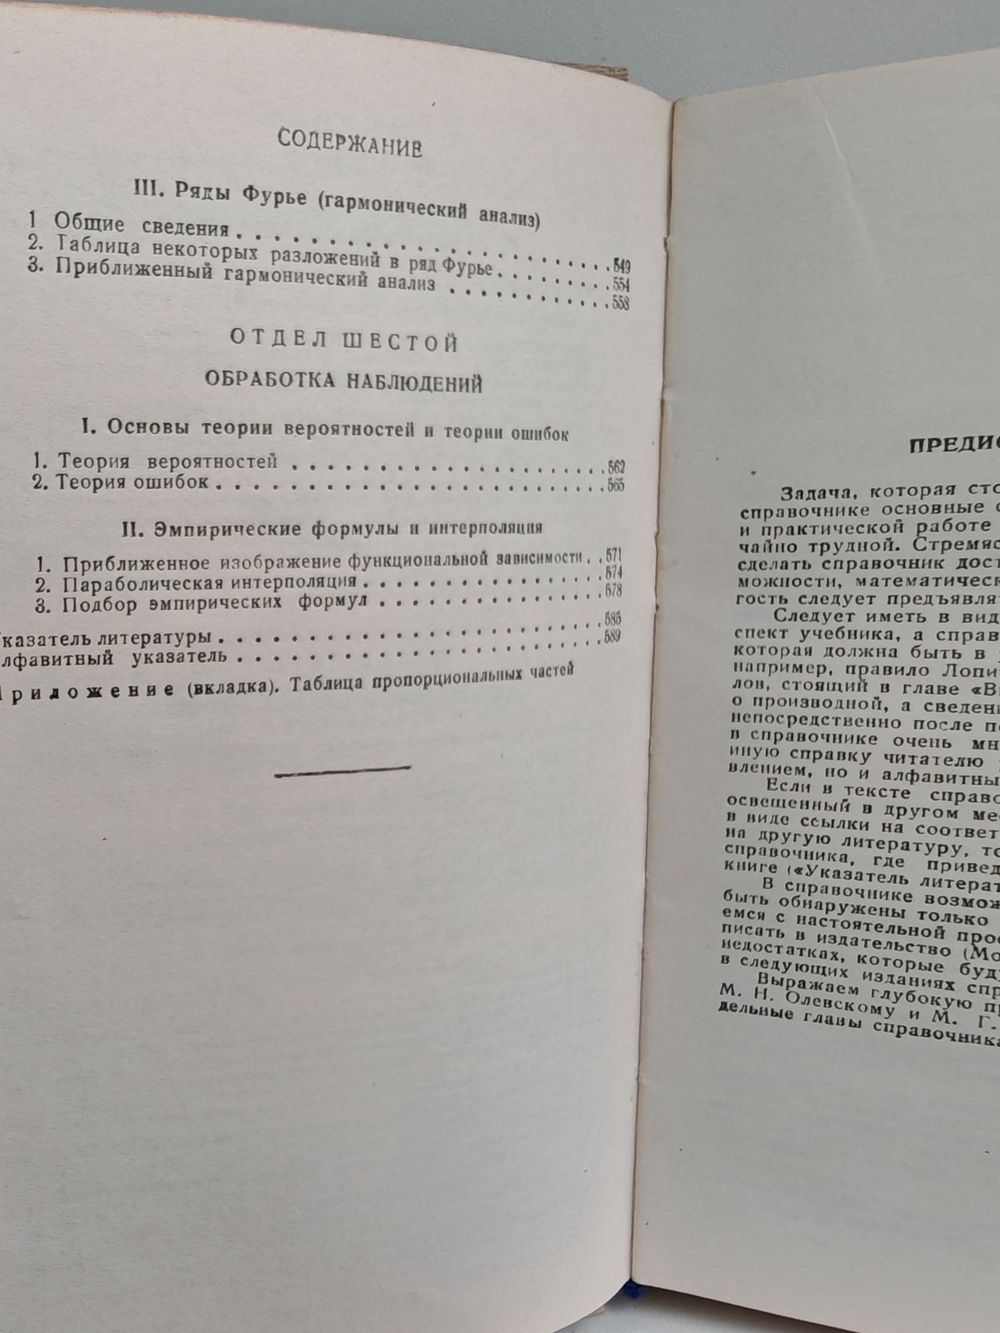 СОДЕРЖАНИЕ
III. Ряды Фурье (гармонический анализ)
1 Общие сведения . . . . . . . . . . . . . . . . . 549
2. Таблица некоторых разложений в ряд Фурье . . . . . . 554
3. Приближенный гармонический анализ . . . . . . . . . 558
ОТДЕЛ ШЕСТОЙ
ОБРАБОТКА НАБЛЮДЕНИЙ
I. Основы теории вероятностей и теории ошибок
1. Теория вероятностей . . . . . . . . . . . . . . . . 562
2. Теория ошибок . . . . . . . . . . . . . . . . . . . 565
II. Эмпирические формулы и интерполяция
1. Приближенное изображение функциональной зависимости . . 571
2. Параболическая интерполяция . . . . . . . . . . . . 574
3. Подбор эмпирических формул . . . . . . . . . . . . 578
указатель литературы . . . . . . . . . . . . . . . . . 585
лфавитный указатель . . . . . . . . . . . . . . . . . 589
Приложение (вкладка). Таблица пропорциональных частей
ПРЕДИС
Задача, которая сто
справочнике основные
и практической работе
чайно трудной. Стремяс
сделать справочник дост
можности, математическ
гость следует предъявля
Следует иметь в вид
спект учебника, а справ
которая должна быть в
например, правило Лопи
лов, стоящий в главе «В
о производной, а сведен
непосредственно после п
в справочнике очень мн
иную справку читателю
влением, но и алфавитны
Если в тексте справо
освещенный в другом ме
в виде ссылки на соответ
на другую литературу, т
справочника, где привед
книге («Указатель литерат
В справочнике возмож
быть обнаружены только
емся с настоятельной прос
писать в издательство (Мо
недостатках, которые буд
в следующих изданиях спр
Выражаем глубокую пр
М. Н. Олевскому и М. Г.
дельные главы справочника